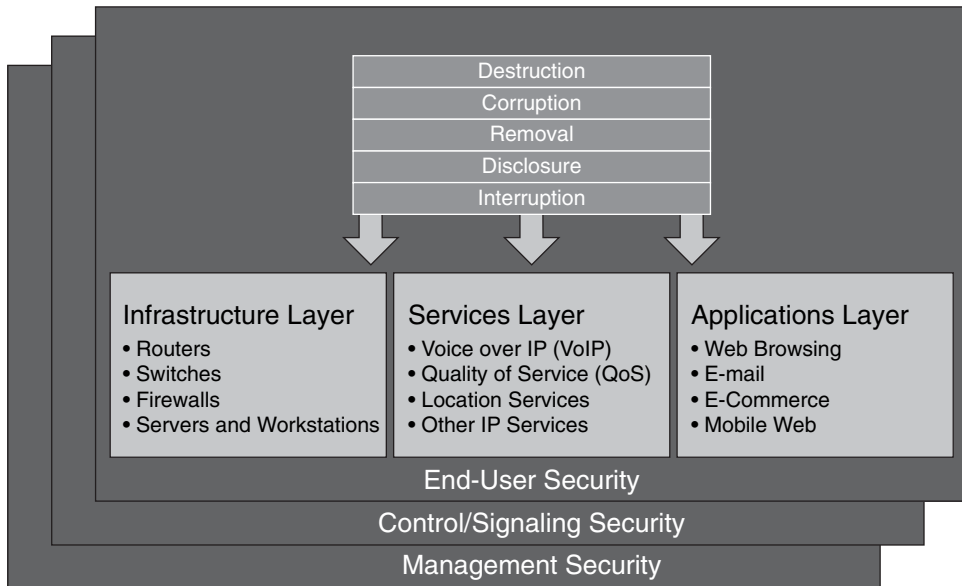 Destruction
Corruption
Removal
Disclosure
Interruption
Infrastructure Layer
• Routers
• Switches
• Firewalls
• Servers and Workstations
Services Layer
• Voice over IP (VoIP)
• Quality of Service (QoS)
• Location Services
• Other IP Services
Applications Layer
• Web Browsing
• E-mail
• E-Commerce
• Mobile Web
End-User Security
Control/Signaling Security
Management Security